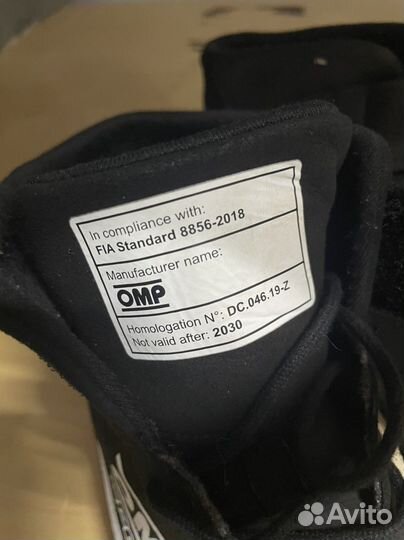 In compliance with:
FIA Standard 8856-2018
Manufacturer name:
OMP
Homologation N°: DC.046.19-Z
Not valid after: 2030
Avito